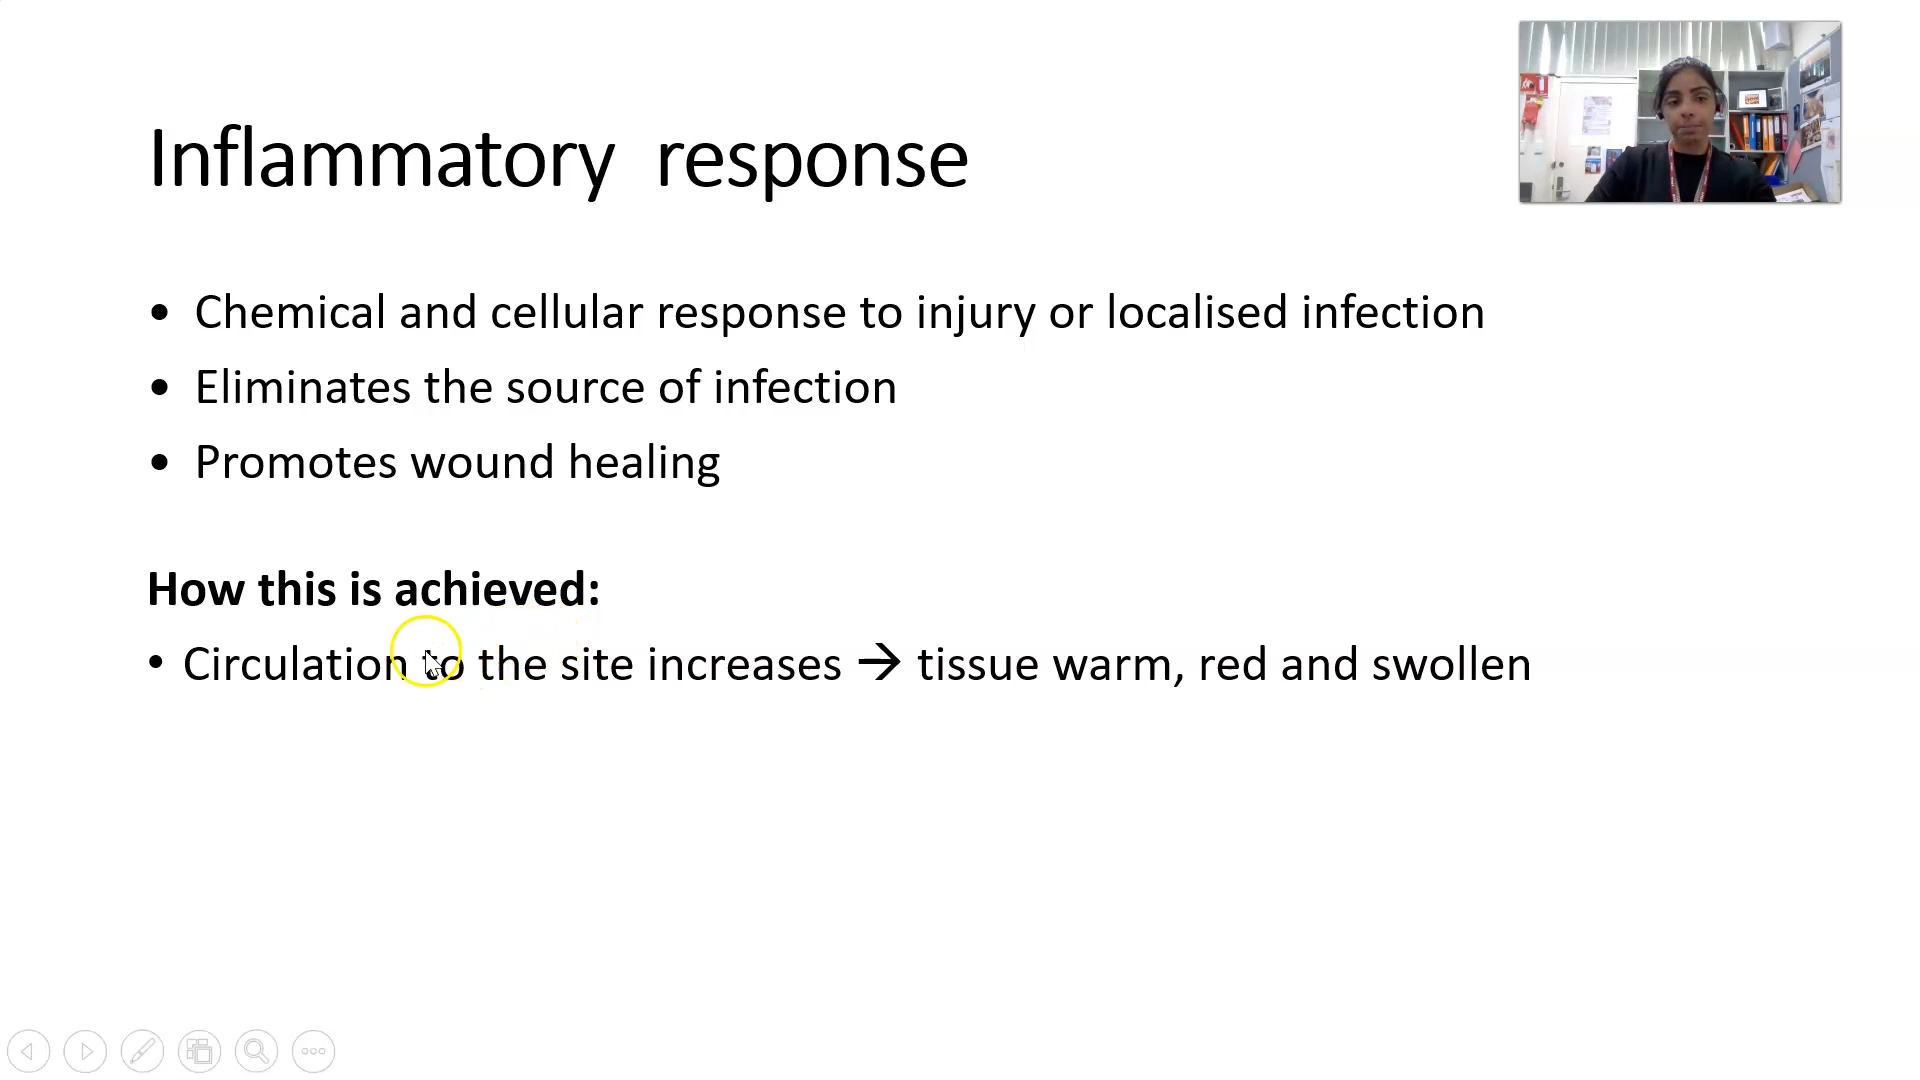 Inflammatory response
• Chemical and cellular response to injury or localised infection
• Eliminates the source of infection
• Promotes wound healing
How this is achieved:
• Circulation to the site increases → tissue warm, red and swollen